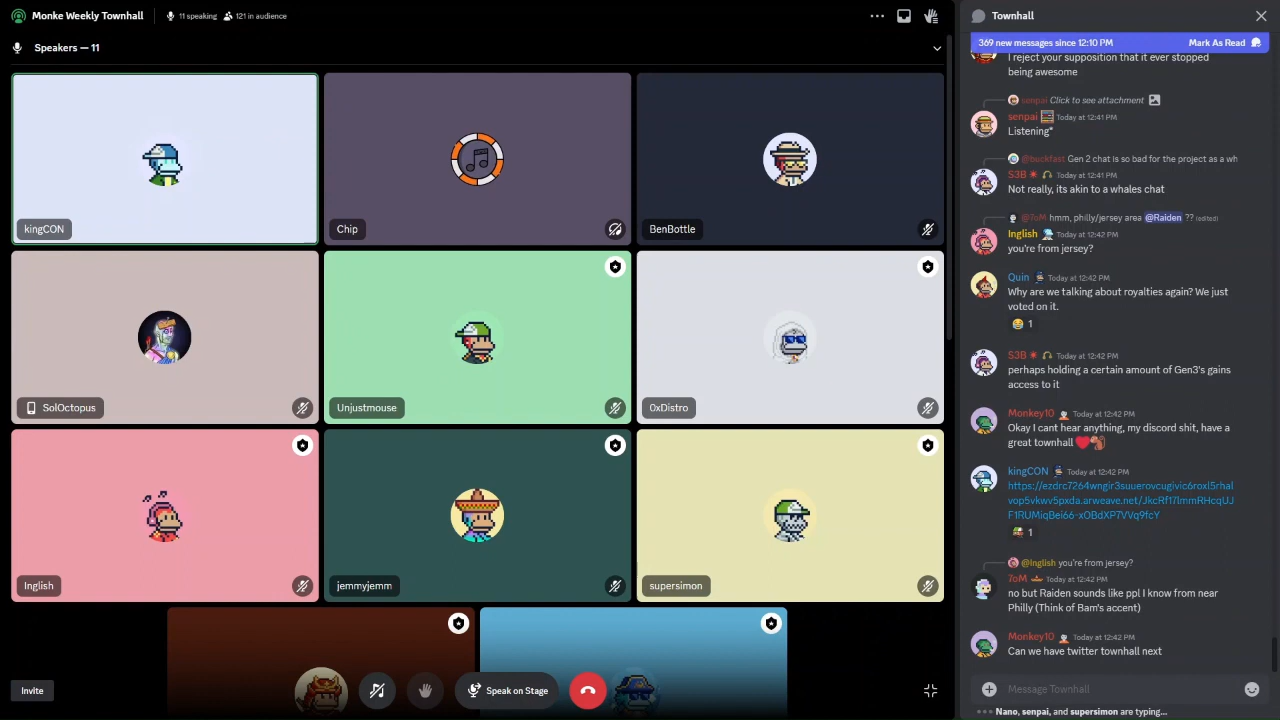 Monke Weekly Townhall
11 speaking
121 in audience
Speakers — 11
kingCON
Chip
BenBottle
SolOctopus
Unjustmouse
0xDistro
Inglish
jemmyjemm
supersimon
Invite
Speak on Stage
Townhall
369 new messages since 12:10 PM
Mark As Read
I reject your supposition that it ever stopped
being awesome
senpai Click to see attachment
senpai Today at 12:41 PM
Listening*
@buckfast Gen 2 chat is so bad for the project as a wh
S3B Today at 12:41 PM
Not really, its akin to a whales chat
@7oM hmm, philly/jersey area @Raiden ?? (edited)
Inglish Today at 12:42 PM
you're from jersey?
Quin Today at 12:42 PM
Why are we talking about royalties again? We just
voted on it.
1
S3B Today at 12:42 PM
perhaps holding a certain amount of Gen3's gains
access to it
Monkey10 Today at 12:42 PM
Okay I cant hear anything, my discord shit, have a
great townhall ❤️🐒
kingCON Today at 12:42 PM
https://ezdrc7264wngir3suuerovcugivic6roxl5rhal
vop5vkwv5pxda.arweave.net/JkcRf17lmmRHcqUJ
F1RUMiqBei66-xOBdXP7VVq9fcY
1
@Inglish you're from jersey?
7oM Today at 12:42 PM
no but Raiden sounds like ppl I know from near
Philly (Think of Bam's accent)
Monkey10 Today at 12:42 PM
Can we have twitter townhall next
Message Townhall
Nano, senpai, and supersimon are typing...